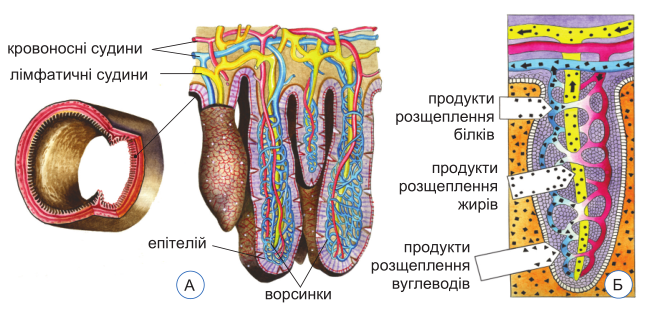 кровоносні судини
лімфатичні судини
епітелій
ворсинки
А
продукти
розщеплення
білків
продукти
розщеплення
жирів
продукти
розщеплення
вуглеводів
Б